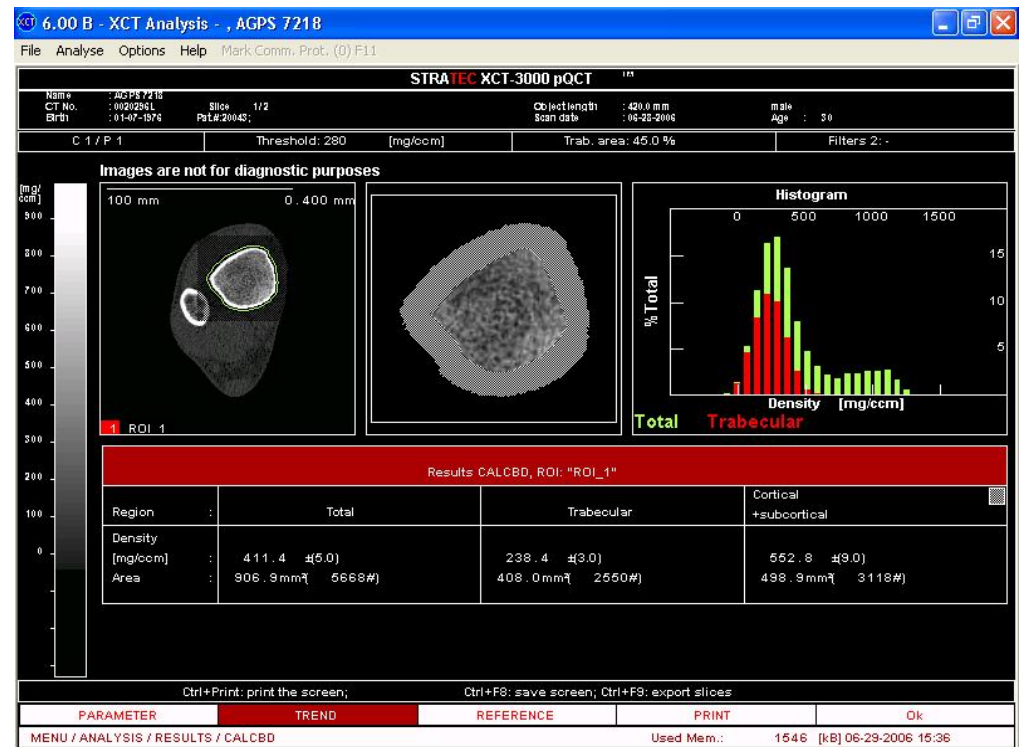 6.00 B - XCT Analysis - , AGPS 7218
File Analyse Options Help Mark Comm. Prot. (0) F11
STRATEC XCT-3000 pQCT TM
Name : AGPS 7218
CT No. : 0020296L Slice 1/2 Object length : 420.0 mm male
Birth : 01-07-1976 Pat.#:20043; Scan date : 06-28-2006 Age : 30
C 1 / P 1 Threshold: 280 [mg/ccm] Trab. area: 45.0 % Filters 2: -
Images are not for diagnostic purposes
[mg/ccm]
900
800
700
600
500
400
300
200
100
0
100 mm 0.400 mm
1 ROI_1
Histogram
0 500 1000 1500
15
10
5
% Total
Density [mg/ccm]
Total Trabecular
Results CALCBD, ROI: "ROI_1"
Region : Total Trabecular Cortical +subcortical
Density
[mg/ccm] : 411.4 ±(5.0) 238.4 ±(3.0) 552.8 ±(9.0)
Area : 906.9mm²( 5668#) 408.0mm²( 2550#) 498.9mm²( 3118#)
Ctrl+Print: print the screen; Ctrl+F8: save screen; Ctrl+F9: export slices
PARAMETER TREND REFERENCE PRINT Ok
MENU / ANALYSIS / RESULTS / CALCBD Used Mem.: 1546 [kB] 06-29-2006 15:36